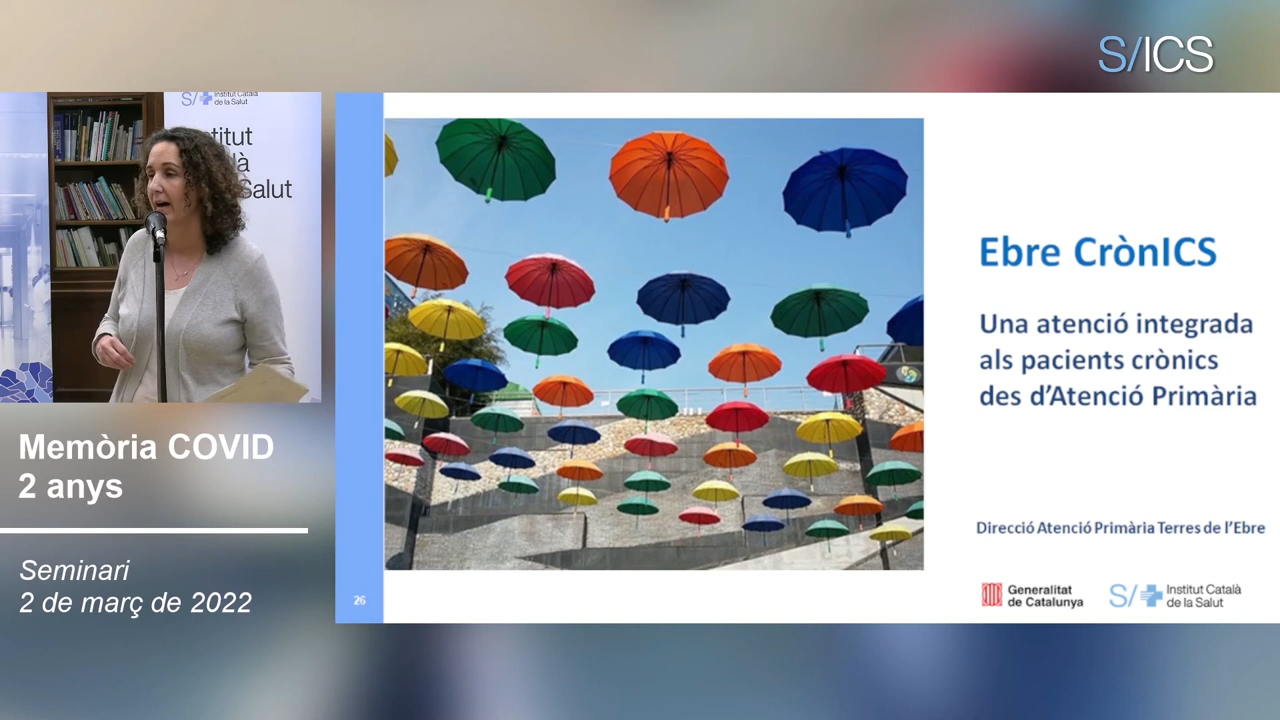 S/ICS
S/ Institut Català
de la Salut
Salut
Memòria COVID
2 anys
Seminari
2 de març de 2022
Ebre CrònICS
Una atenció integrada
als pacients crònics
des d’Atenció Primària
Direcció Atenció Primària Terres de l’Ebre
26
Generalitat
de Catalunya
S/ Institut Català
de la Salut